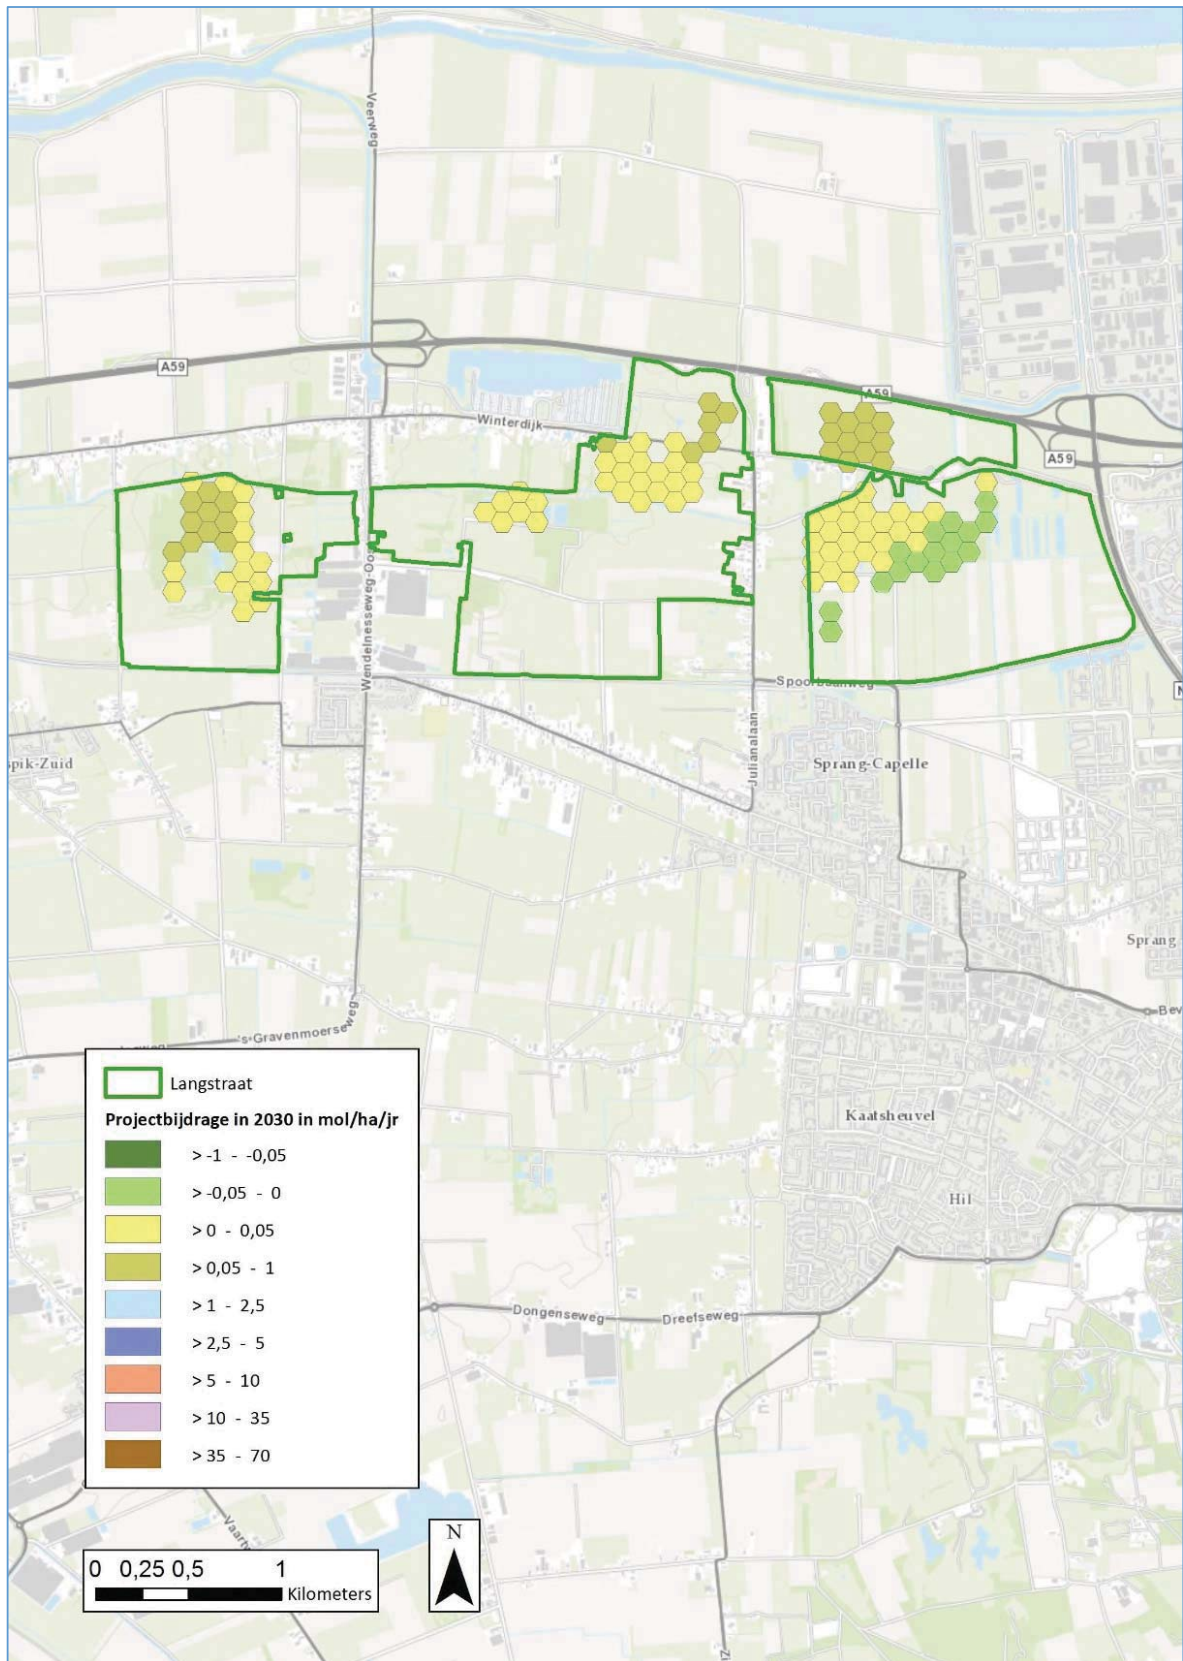 Veerweg
A59
Winterdijk
A59
A59
Wendelnesseweg-Oos
Spoorbaanweg
Julianalaan
Sprang-Capelle
spik-Zuid
Sprang
Bev
's-Gravenmoerseweg
Kaatsheuvel
Hil
Dongenseweg
Dreefseweg
Vaartw
N
Langstraat
Projectbijdrage in 2030 in mol/ha/jr
> -1 - -0,05
> -0,05 - 0
> 0 - 0,05
> 0,05 - 1
> 1 - 2,5
> 2,5 - 5
> 5 - 10
> 10 - 35
> 35 - 70
0 0,25 0,5 1
Kilometers
N